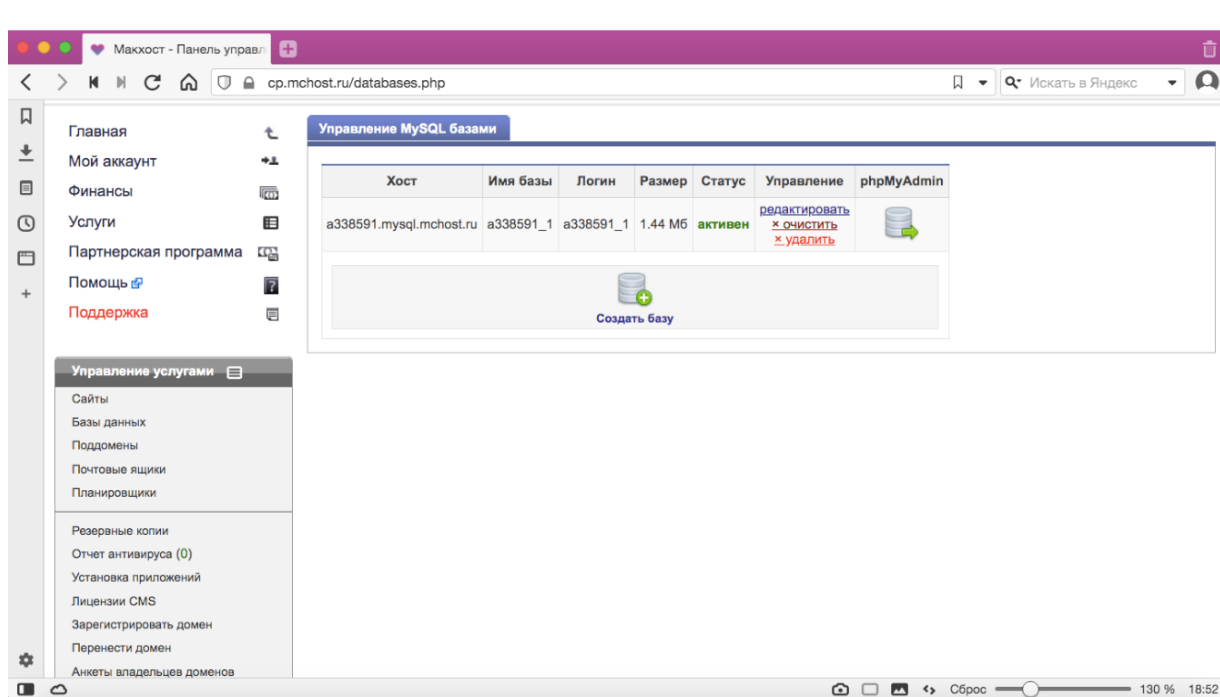 Макхост - Панель управл
cp.mchost.ru/databases.php
Искать в Яндекс
Главная
Мой аккаунт
Финансы
Услуги
Партнерская программа
Помощь
Поддержка
Управление услугами
Сайты
Базы данных
Поддомены
Почтовые ящики
Планировщики
Резервные копии
Отчет антивируса (0)
Установка приложений
Лицензии CMS
Зарегистрировать домен
Перенести домен
Анкеты владельцев доменов
Управление MySQL базами
Хост Имя базы Логин Размер Статус Управление phpMyAdmin
a338591.mysql.mchost.ru a338591_1 a338591_1 1.44 Мб активен редактировать
× очистить
× удалить
Создать базу
Сброс 130 % 18:52